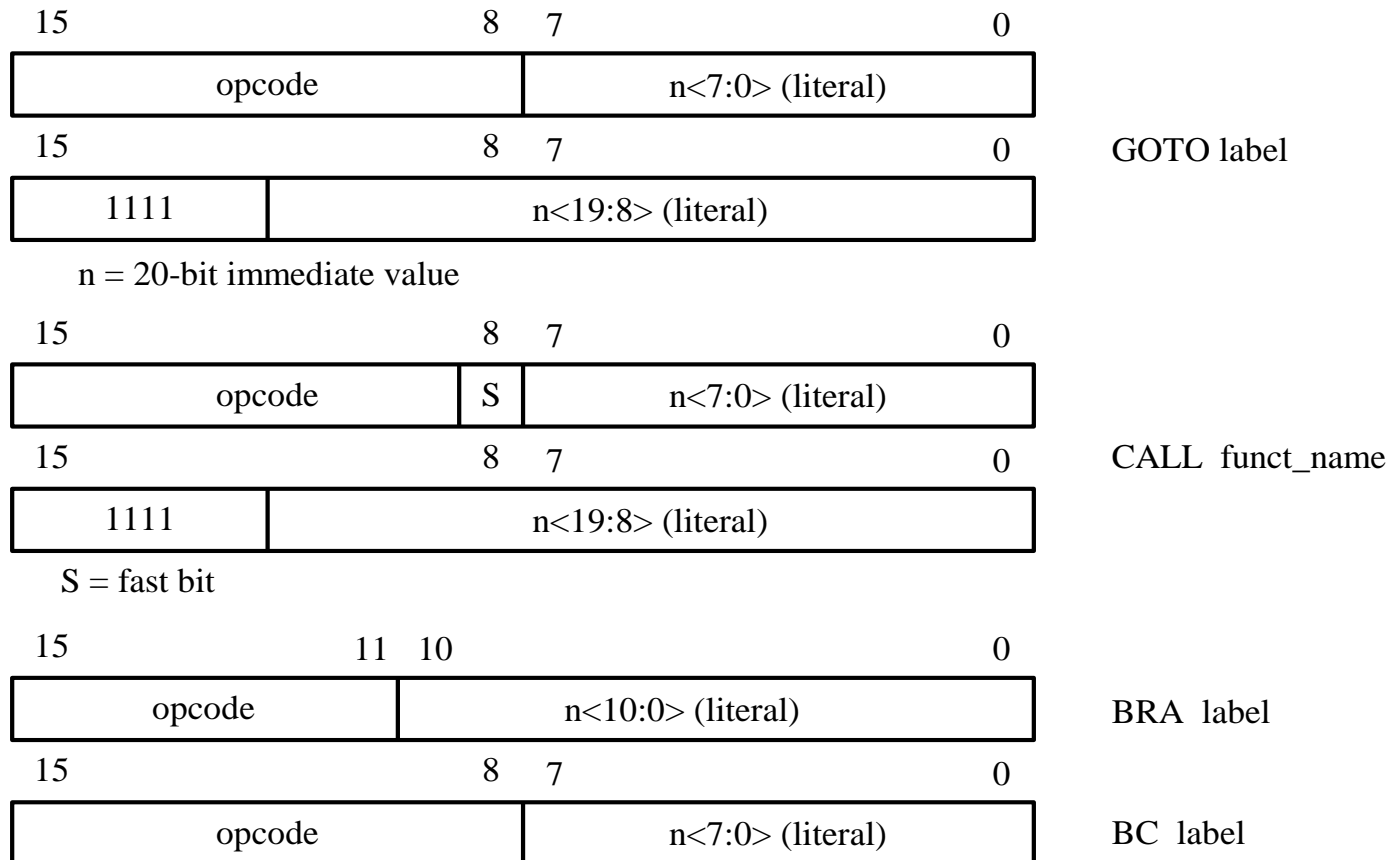 15 8 7 0
opcode n<7:0> (literal)
15 8 7 0 GOTO label
1111 n<19:8> (literal)
n = 20-bit immediate value
15 8 7 0
opcode S n<7:0> (literal)
15 8 7 0 CALL funct_name
1111 n<19:8> (literal)
S = fast bit
15 11 10 0
opcode n<10:0> (literal) BRA label
15 8 7 0
opcode n<7:0> (literal) BC label